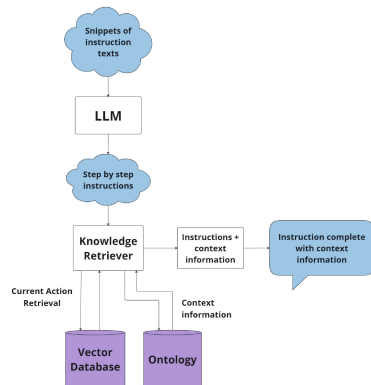 Snippets of
instruction
texts
LLM
Step by step
instructions
Knowledge
Retriever
Instructions +
context
information
Instruction complete
with context
information
Current Action
Retrieval
Context
information
Vector
Database
Ontology